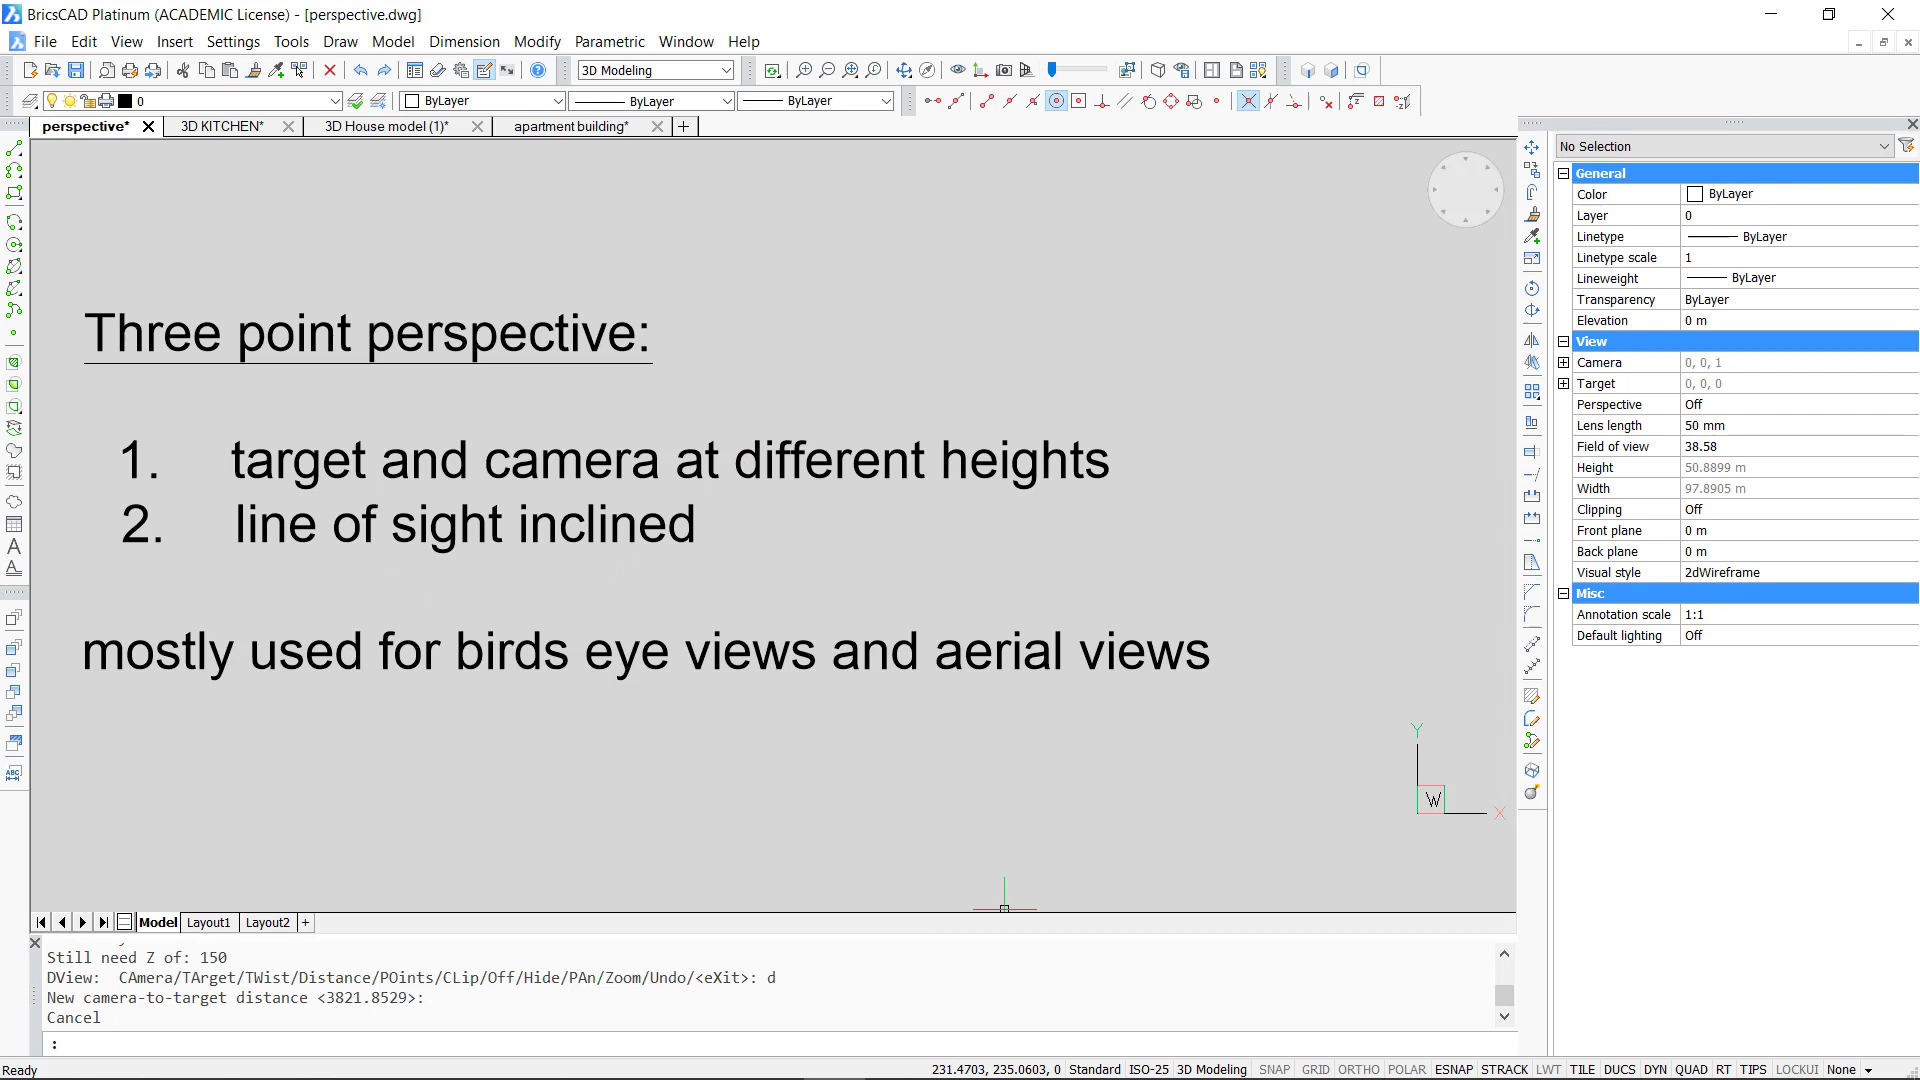 BricsCAD Platinum (ACADEMIC License) - [perspective.dwg]
File Edit View Insert Settings Tools Draw Model Dimension Modify Parametric Window Help
3D Modeling
0 ByLayer ByLayer ByLayer
perspective* 3D KITCHEN* 3D House model (1)* apartment building*
Three point perspective:
1. target and camera at different heights
2. line of sight inclined
mostly used for birds eye views and aerial views
Y
W
X
No Selection
General
Color ByLayer
Layer 0
Linetype ByLayer
Linetype scale 1
Lineweight ByLayer
Transparency ByLayer
Elevation 0 m
View
Camera 0, 0, 1
Target 0, 0, 0
Perspective Off
Lens length 50 mm
Field of view 38.58
Height 50.8899 m
Width 97.8905 m
Clipping Off
Front plane 0 m
Back plane 0 m
Visual style 2dWireframe
Misc
Annotation scale 1:1
Default lighting Off
Model Layout1 Layout2 +
Still need Z of: 150
DView: CAmera/TArget/TWist/Distance/POints/CLip/Off/Hide/PAn/Zoom/Undo/<eXit>: d
New camera-to-target distance <3821.8529>:
Cancel
:
Ready 231.4703, 235.0603, 0 Standard ISO-25 3D Modeling SNAP GRID ORTHO POLAR ESNAP STRACK LWT TILE DUCS DYN QUAD RT TIPS LOCKUI None